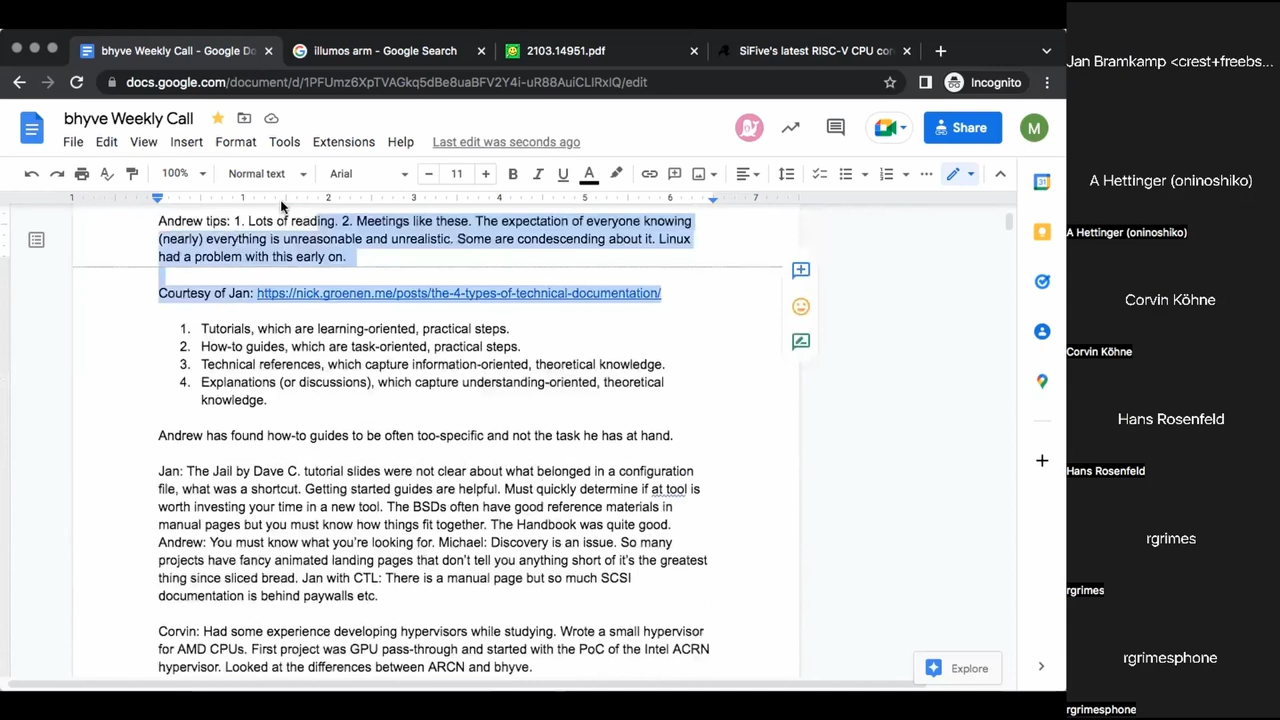 bhyve Weekly Call - Google Do
illumos arm - Google Search
2103.14951.pdf
SiFive's latest RISC-V CPU cor
docs.google.com/document/d/1PFUmz6XpTVAGkq5dBe8uaBFV2Y4i-uR88AuiCLIRxIQ/edit
Incognito
bhyve Weekly Call
File Edit View Insert Format Tools Extensions Help Last edit was seconds ago
Share
M
100% Normal text Arial 11
1 1 2 3 4 5 6 7
Andrew tips: 1. Lots of reading. 2. Meetings like these. The expectation of everyone knowing
(nearly) everything is unreasonable and unrealistic. Some are condescending about it. Linux
had a problem with this early on.
Courtesy of Jan: https://nick.groenen.me/posts/the-4-types-of-technical-documentation/
1. Tutorials, which are learning-oriented, practical steps.
2. How-to guides, which are task-oriented, practical steps.
3. Technical references, which capture information-oriented, theoretical knowledge.
4. Explanations (or discussions), which capture understanding-oriented, theoretical
knowledge.
Andrew has found how-to guides to be often too-specific and not the task he has at hand.
Jan: The Jail by Dave C. tutorial slides were not clear about what belonged in a configuration
file, what was a shortcut. Getting started guides are helpful. Must quickly determine if at tool is
worth investing your time in a new tool. The BSDs often have good reference materials in
manual pages but you must know how things fit together. The Handbook was quite good.
Andrew: You must know what you're looking for. Michael: Discovery is an issue. So many
projects have fancy animated landing pages that don't tell you anything short of it's the greatest
thing since sliced bread. Jan with CTL: There is a manual page but so much SCSI
documentation is behind paywalls etc.
Corvin: Had some experience developing hypervisors while studying. Wrote a small hypervisor
for AMD CPUs. First project was GPU pass-through and started with the PoC of the Intel ACRN
hypervisor. Looked at the differences between ARCN and bhyve.
Explore
Jan Bramkamp <crest+freebs...
A Hettinger (oninoshiko)
A Hettinger (oninoshiko)
Corvin Köhne
Corvin Köhne
Hans Rosenfeld
Hans Rosenfeld
rgrimes
rgrimes
rgrimesphone
rgrimesphone